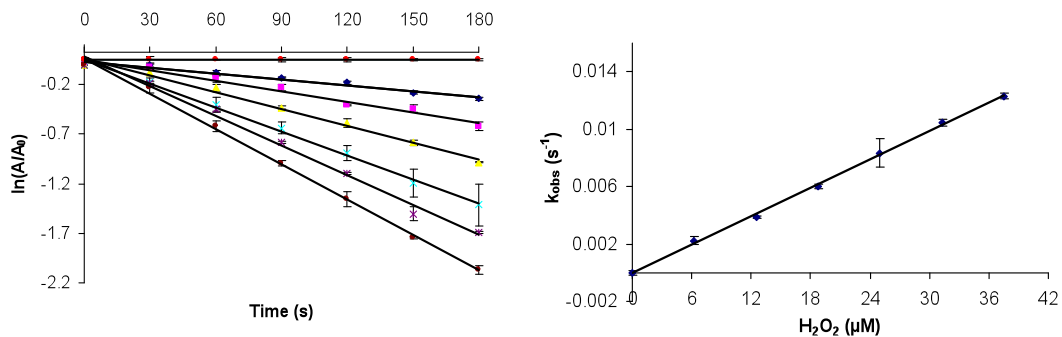 0 30 60 90 120 150 180
-0.2
-0.7
-1.2
-1.7
-2.2
ln(A/A₀)
Time (s)
0.014
0.01
0.006
0.002
-0.002
k_obs (s⁻¹)
0 6 12 18 24 30 36 42
H₂O₂ (µM)